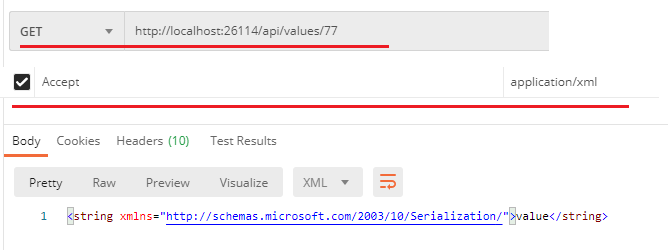 GET http://localhost:26114/api/values/77
Accept application/xml
Body Cookies Headers (10) Test Results
Pretty Raw Preview Visualize XML
1 <string xmlns="http://schemas.microsoft.com/2003/10/Serialization/">value</string>